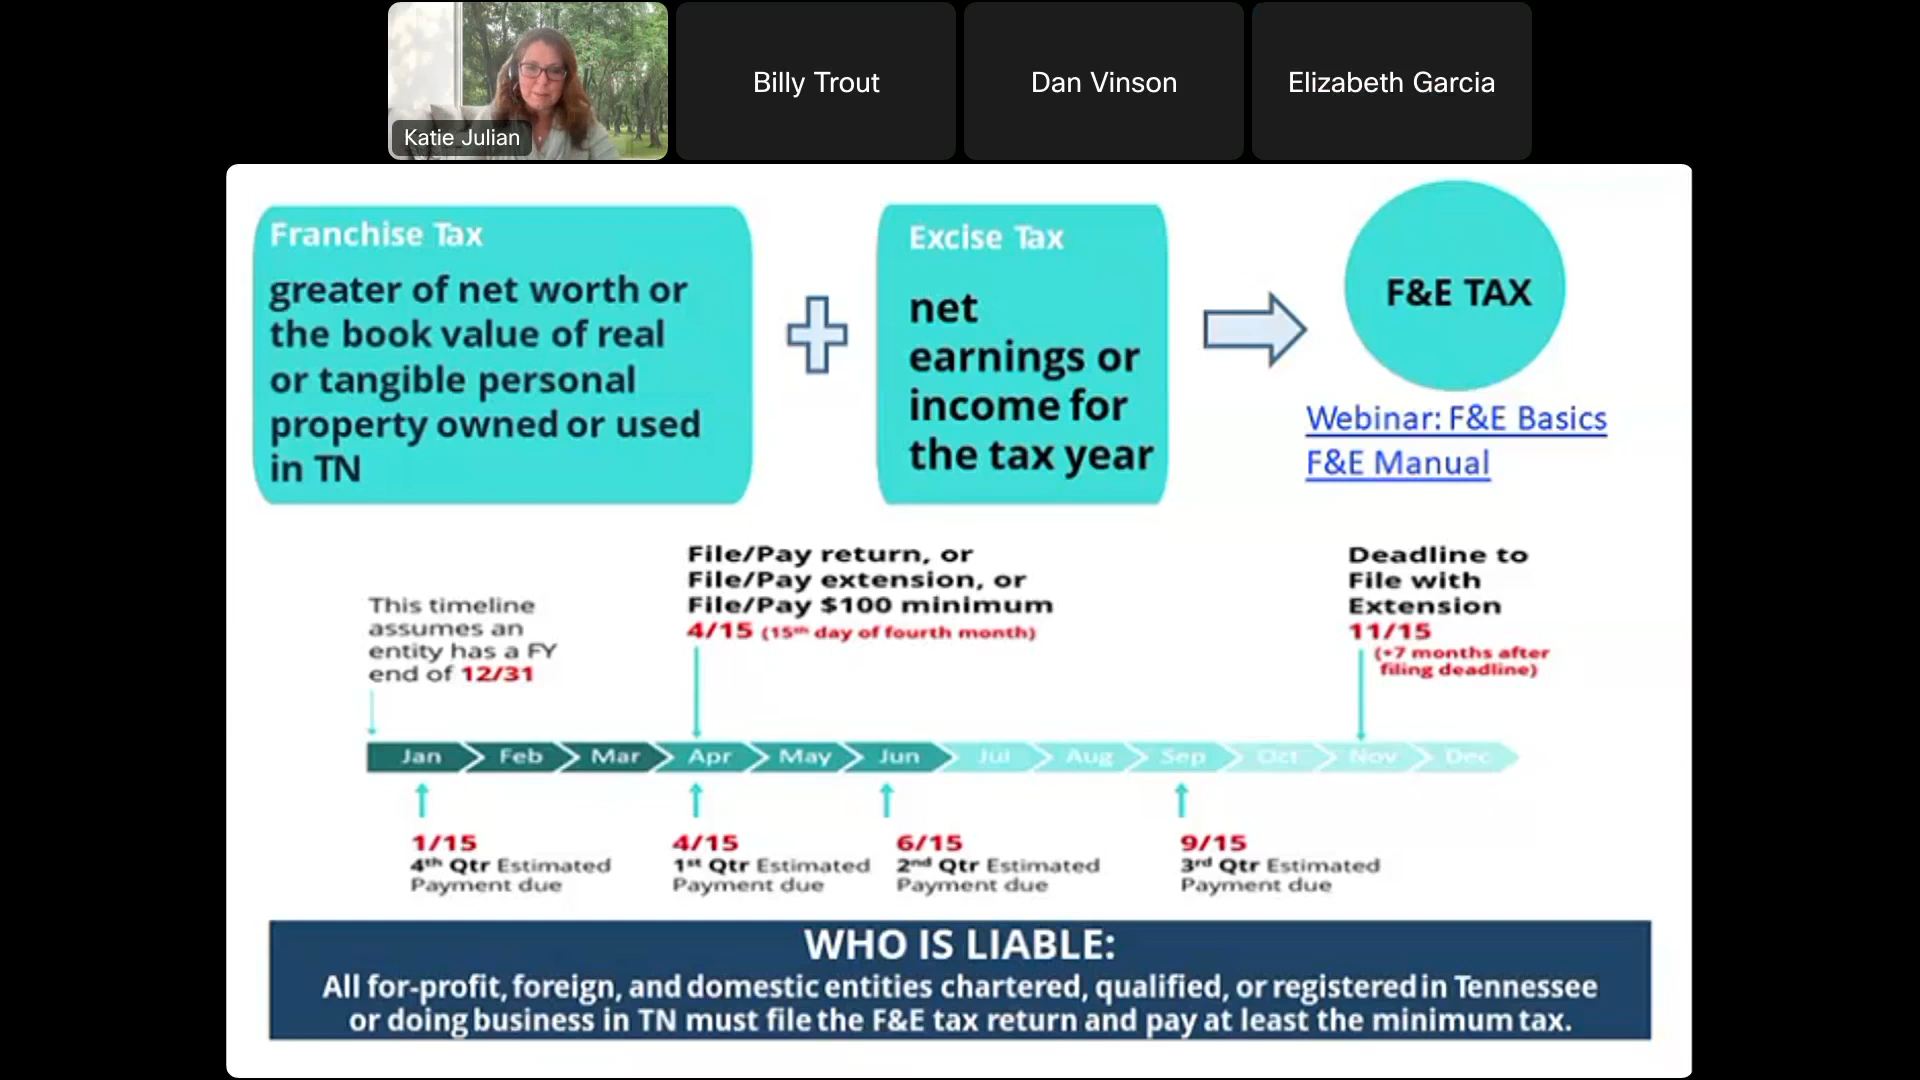 Katie Julian
Billy Trout
Dan Vinson
Elizabeth Garcia
Franchise Tax
greater of net worth or
the book value of real
or tangible personal
property owned or used
in TN
Excise Tax
net
earnings or
income for
the tax year
F&E TAX
Webinar: F&E Basics
F&E Manual
This timeline
assumes an
entity has a FY
end of 12/31
File/Pay return, or
File/Pay extension, or
File/Pay $100 minimum
4/15 (15th day of fourth month)
Deadline to
File with
Extension
11/15
(+7 months after
filing deadline)
Jan Feb Mar Apr May Jun Jul Aug Sep Oct Nov Dec
1/15
4th Qtr Estimated
Payment due
4/15
1st Qtr Estimated
Payment due
6/15
2nd Qtr Estimated
Payment due
9/15
3rd Qtr Estimated
Payment due
WHO IS LIABLE:
All for-profit, foreign, and domestic entities chartered, qualified, or registered in Tennessee
or doing business in TN must file the F&E tax return and pay at least the minimum tax.